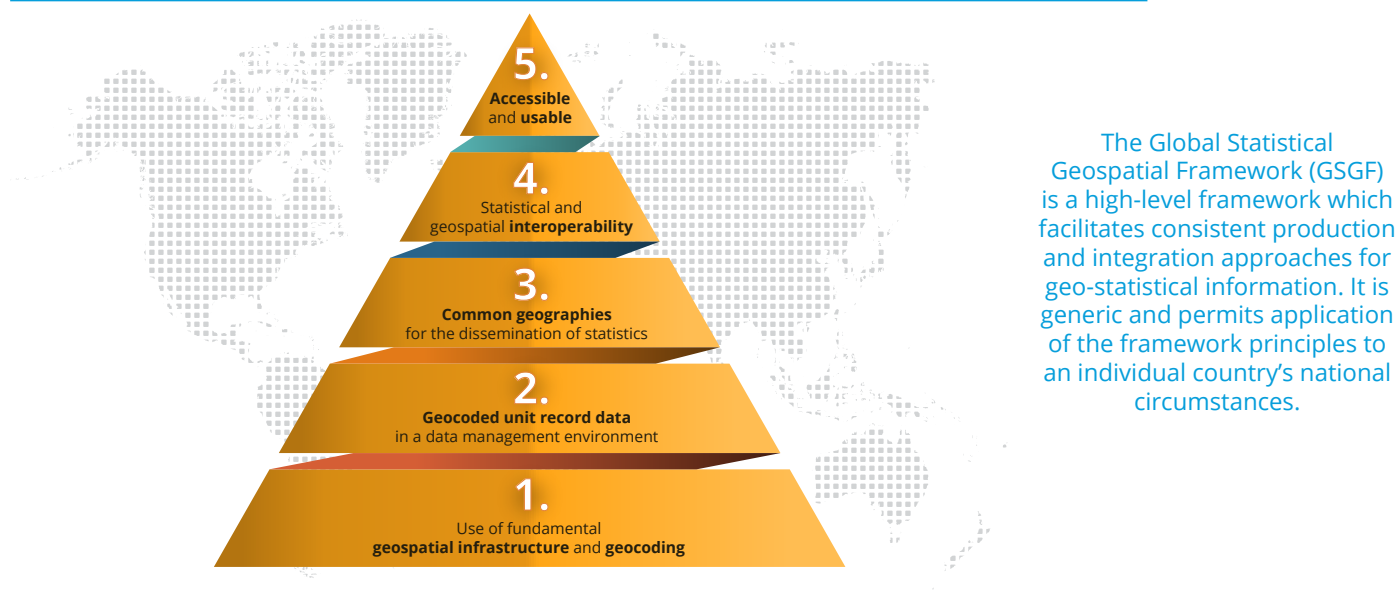 5.
Accessible
and usable
4.
Statistical and
geospatial interoperability
3.
Common geographies
for the dissemination of statistics
2.
Geocoded unit record data
in a data management environment
1.
Use of fundamental
geospatial infrastructure and geocoding
The Global Statistical
Geospatial Framework (GSGF)
is a high-level framework which
facilitates consistent production
and integration approaches for
geo-statistical information. It is
generic and permits application
of the framework principles to
an individual country’s national
circumstances.